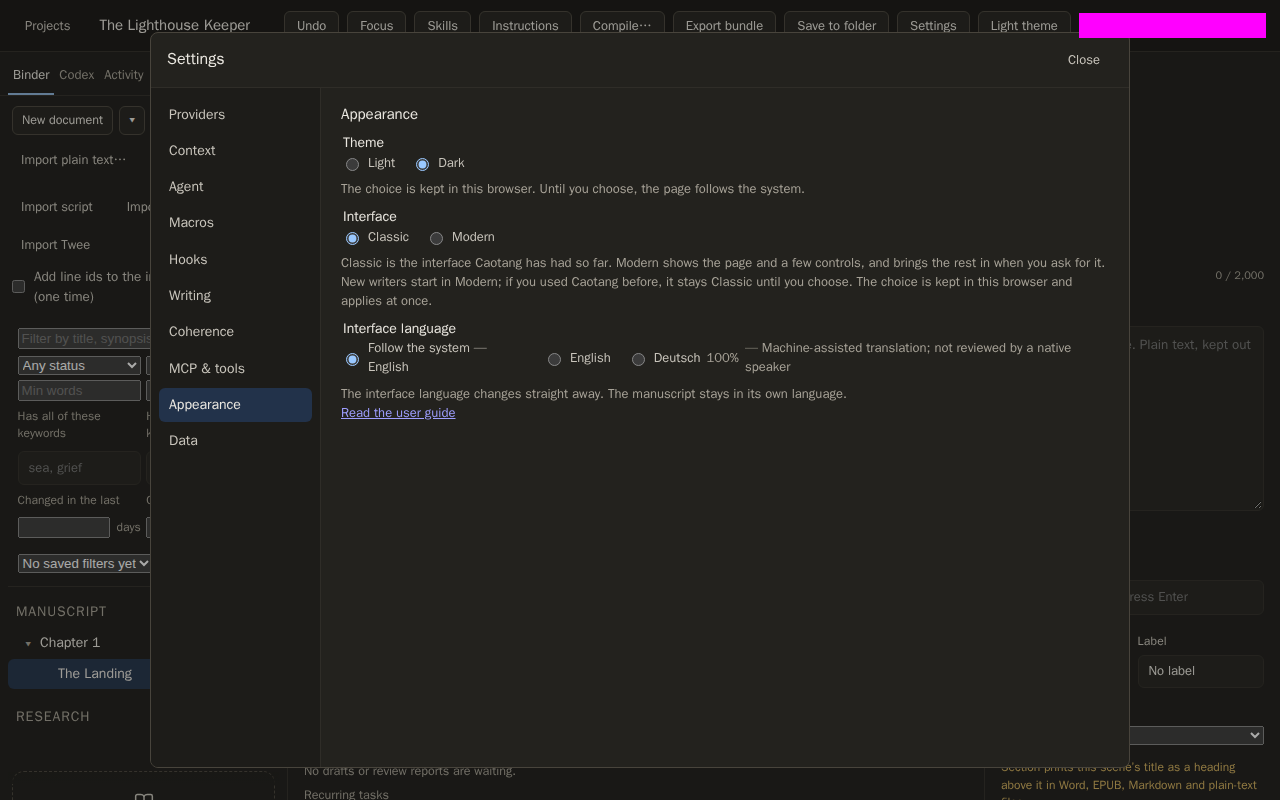 Projects
The Lighthouse Keeper
Undo
Focus
Skills
Instructions
Compile⋯
Export bundle
Save to folder
Settings
Light theme
Settings
Close
Binder
Codex
Activity
New document
Import plain text⋯
Import script
Import Twee
Add line ids to the
(one time)
Any status
Min words
Has all of these
keywords
sea, grief
Changed in the last
days
No saved filters yet
MANUSCRIPT
Chapter 1
The Landing
RESEARCH
Providers
Context
Agent
Macros
Hooks
Writing
Coherence
MCP & tools
Appearance
Data
Appearance
Theme
Light
Dark
The choice is kept in this browser. Until you choose, the page follows the system.
Interface
Classic
Modern
Classic is the interface Caotang has had so far. Modern shows the page and a few controls, and brings the rest in when you ask for it.
New writers start in Modern; if you used Caotang before, it stays Classic until you choose. The choice is kept in this browser and
applies at once.
Interface language
Follow the system —
English
English
Deutsch 100%
— Machine-assisted translation; not reviewed by a native
speaker
The interface language changes straight away. The manuscript stays in its own language.
Read the user guide
0 / 2,000
Plain text, kept out
Enter
Label
No label
No drafts or review reports are waiting.
Recurring tasks
Section prints this scene's title as a heading
above it in Word, EPUB, Markdown and plain-text